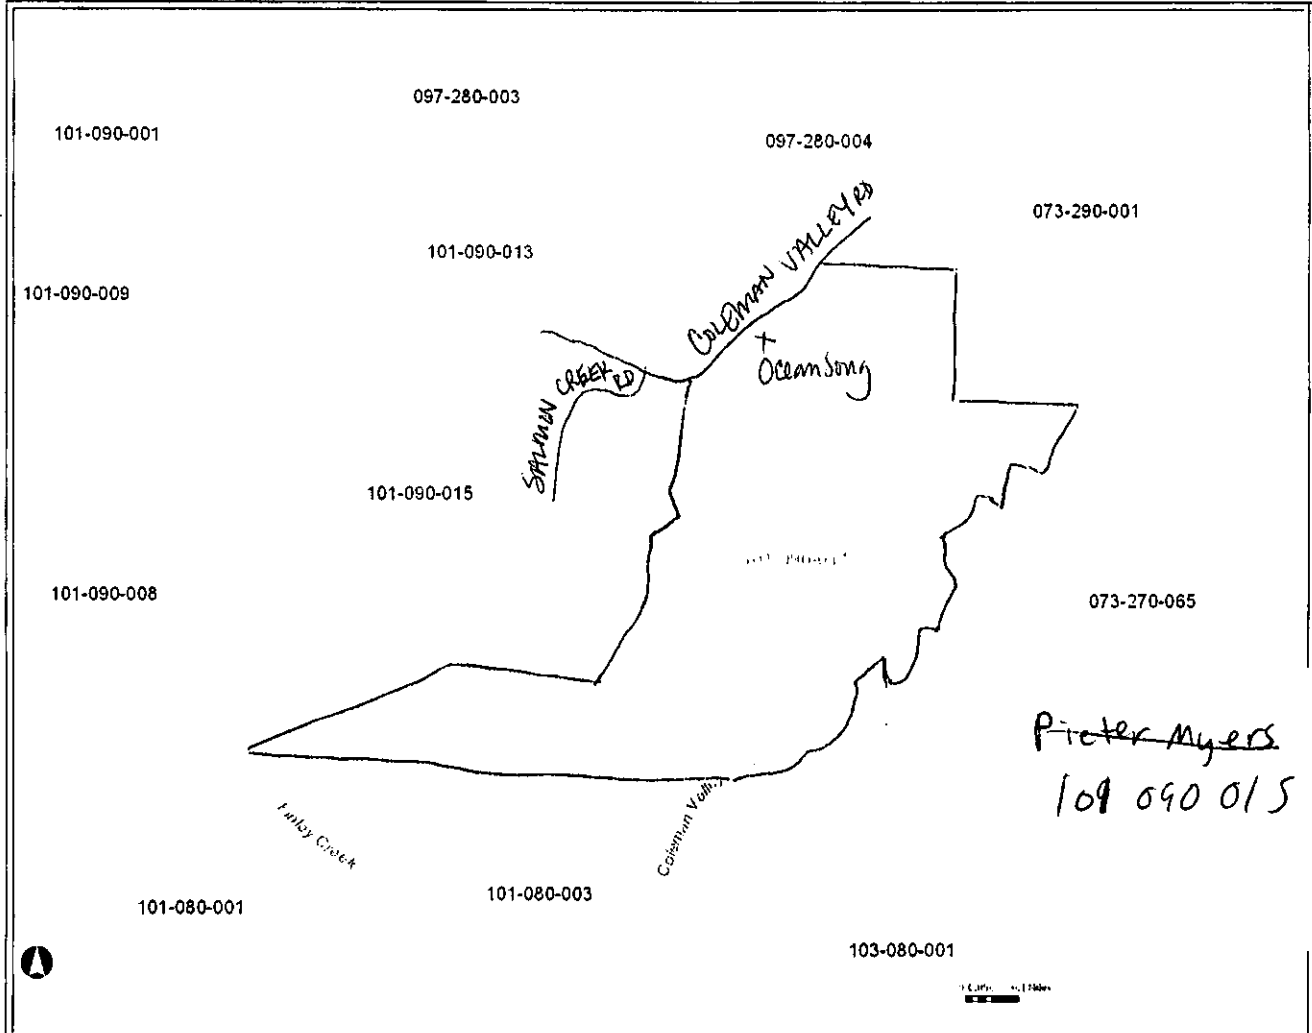 097-280-003
101-090-001
097-280-004
073-290-001
101-090-013
101-090-009
COLEMAN VALLEY RD
SALMON CREEK RD
X
OceanSong
101-090-015
101-090-008
073-270-065
Pieter Myers
109 090 015
Finley Creek
Coleman Valley
101-080-001
101-080-003
103-080-001